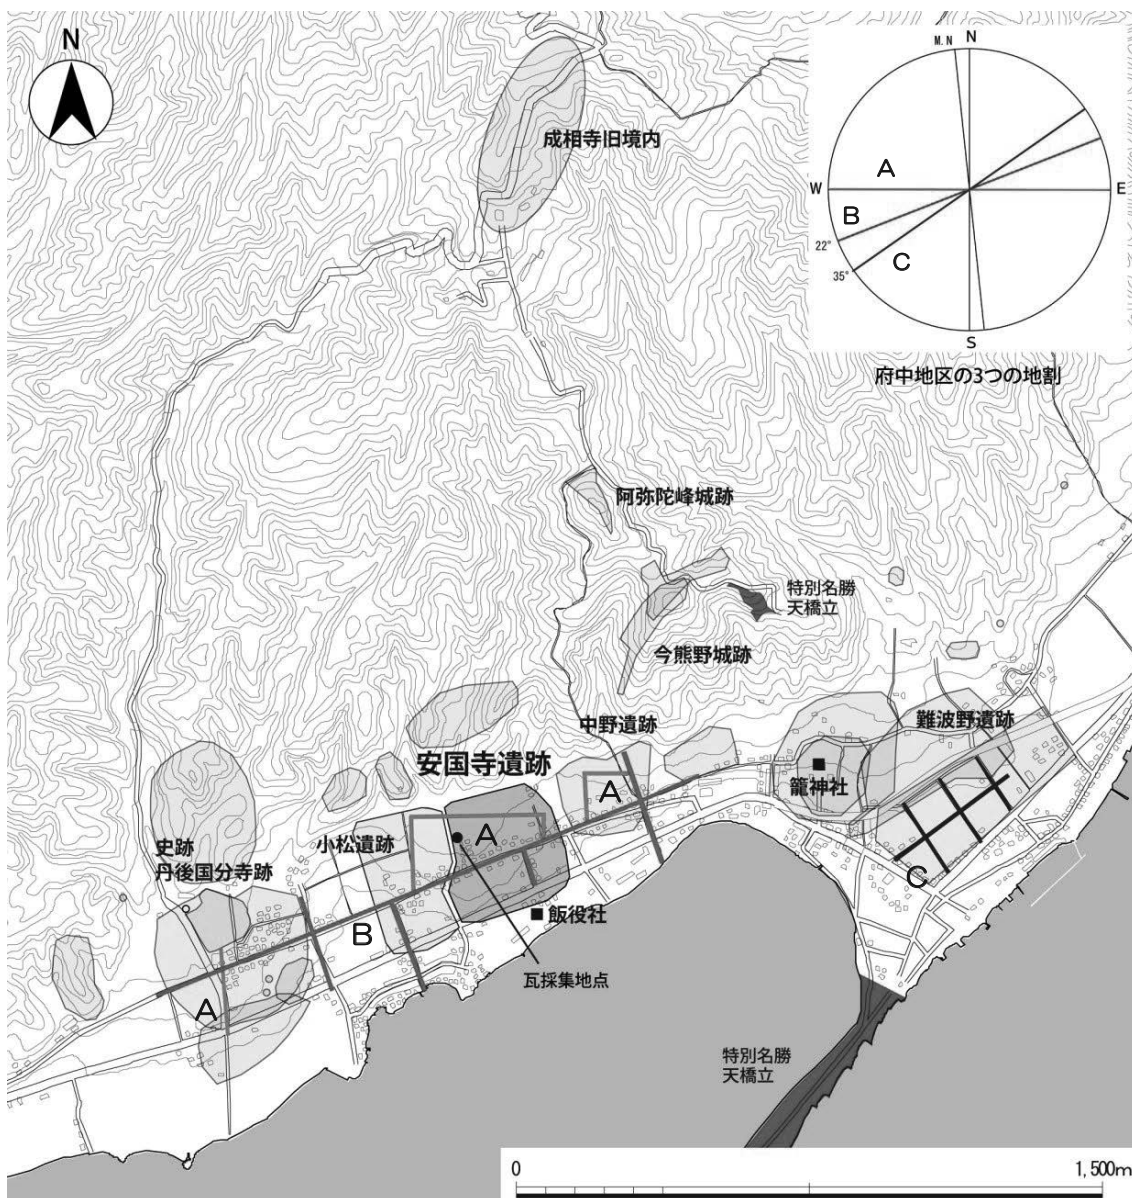 N
成相寺旧境内
M.N
N
A
W
E
B
22°
C
35°
S
府中地区の3つの地割
阿弥陀峰城跡
特別名勝
天橋立
今熊野城跡
中野遺跡
難波野遺跡
安国寺遺跡
籠神社
A
A
小松遺跡
史跡
丹後国分寺跡
C
飯役社
B
瓦採集地点
A
特別名勝
天橋立
0
1,500m